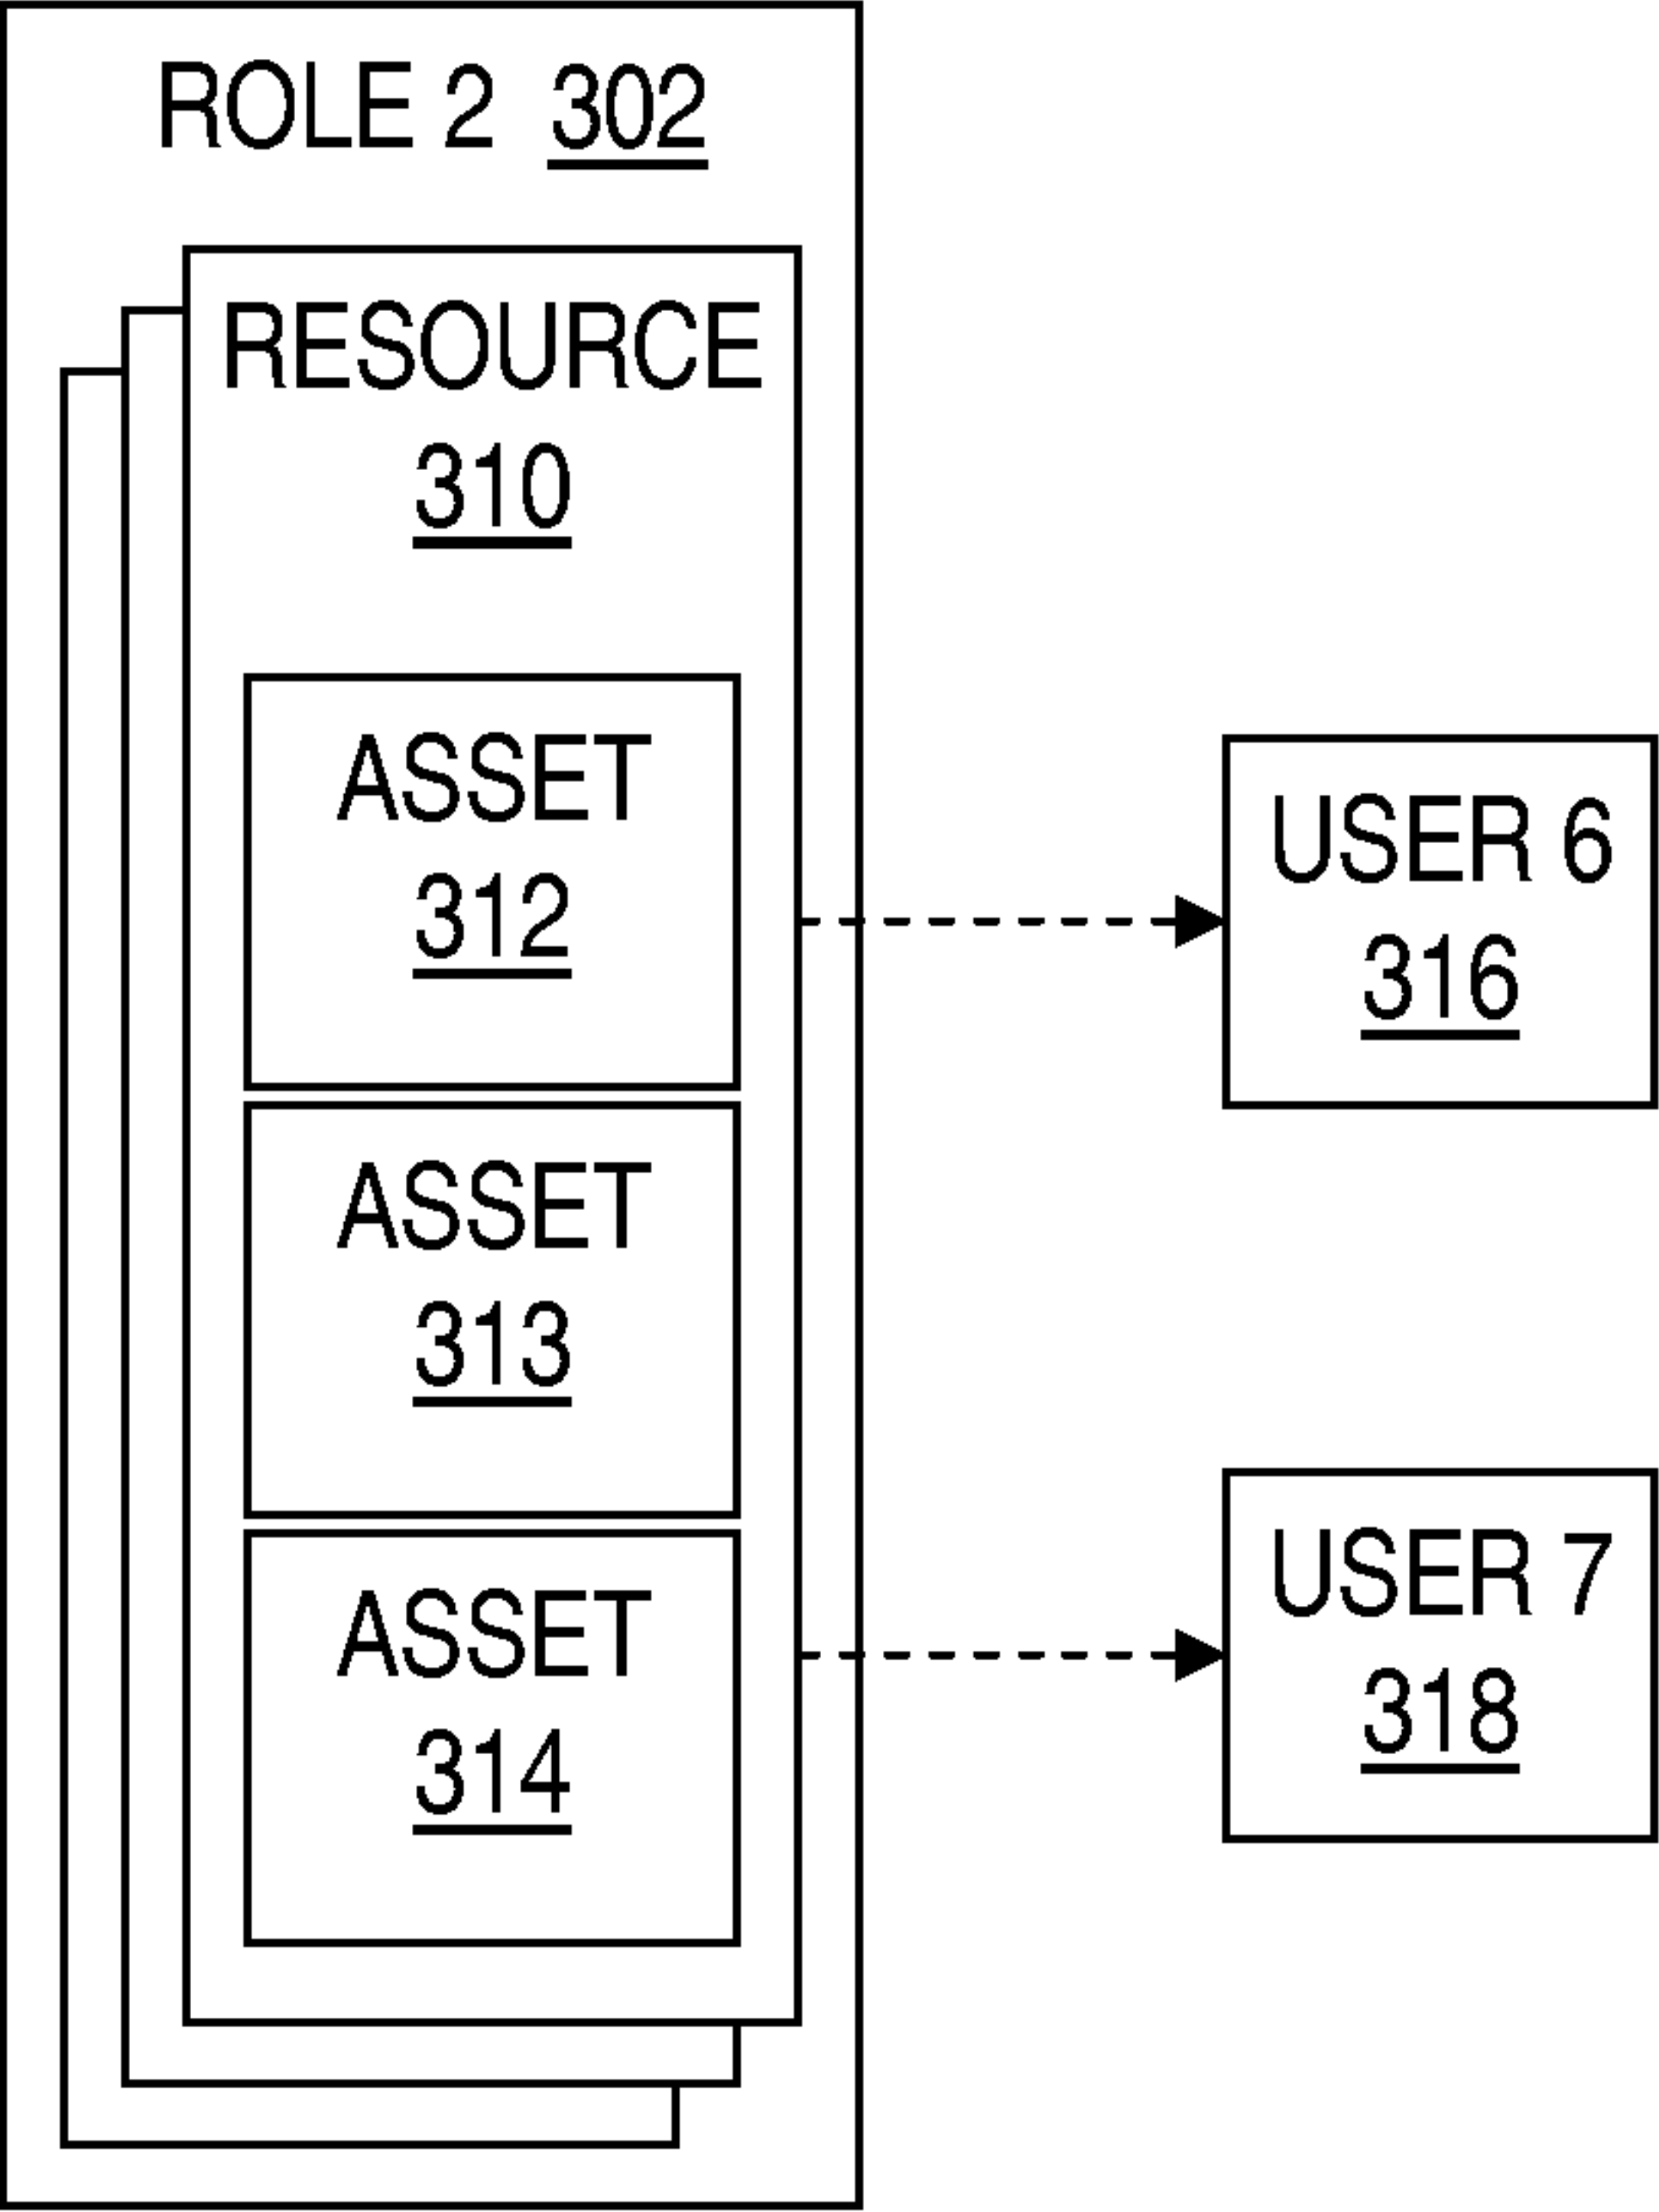 ROLE 2 302
RESOURCE
310
ASSET
312
ASSET
313
ASSET
314
USER 6
316
USER 7
318